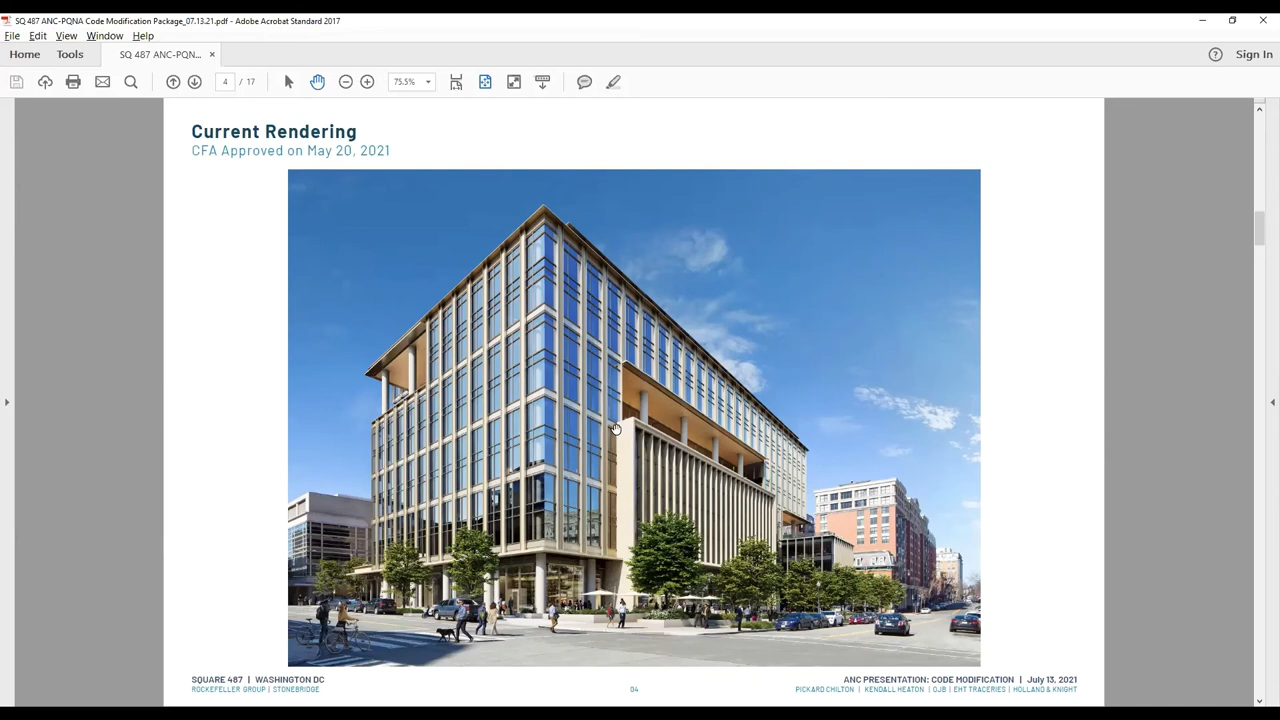 SQ 487 ANC-PQNA Code Modification Package_07.13.21.pdf - Adobe Acrobat Standard 2017
File Edit View Window Help
Home Tools SQ 487 ANC-PQN... × Sign In
4 / 17 75.5%
Current Rendering
CFA Approved on May 20, 2021
SQUARE 487 | WASHINGTON DC
ROCKEFELLER GROUP | STONEBRIDGE
04
ANC PRESENTATION: CODE MODIFICATION | July 13, 2021
PICKARD CHILTON | KENDALL HEATON | OJB | EHT TRACERIES | HOLLAND & KNIGHT